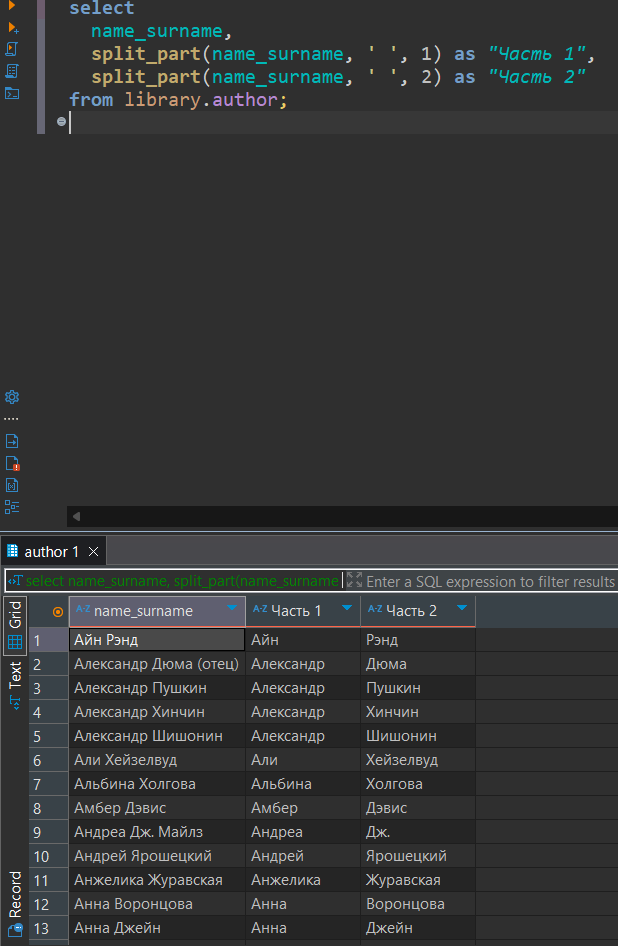 select
name_surname,
split_part(name_surname, ' ', 1) as "Часть 1",
split_part(name_surname, ' ', 2) as "Часть 2"
from library.author;
author 1
select name_surname, split_part(name_surname Enter a SQL expression to filter results
Grid
Text
Record
A-Z name_surname A-Z Часть 1 A-Z Часть 2
1 Айн Рэнд Айн Рэнд
2 Александр Дюма (отец) Александр Дюма
3 Александр Пушкин Александр Пушкин
4 Александр Хинчин Александр Хинчин
5 Александр Шишонин Александр Шишонин
6 Али Хейзелвуд Али Хейзелвуд
7 Альбина Холгова Альбина Холгова
8 Амбер Дэвис Амбер Дэвис
9 Андреа Дж. Майлз Андреа Дж.
10 Андрей Ярошецкий Андрей Ярошецкий
11 Анжелика Журавская Анжелика Журавская
12 Анна Воронцова Анна Воронцова
13 Анна Джейн Анна Джейн